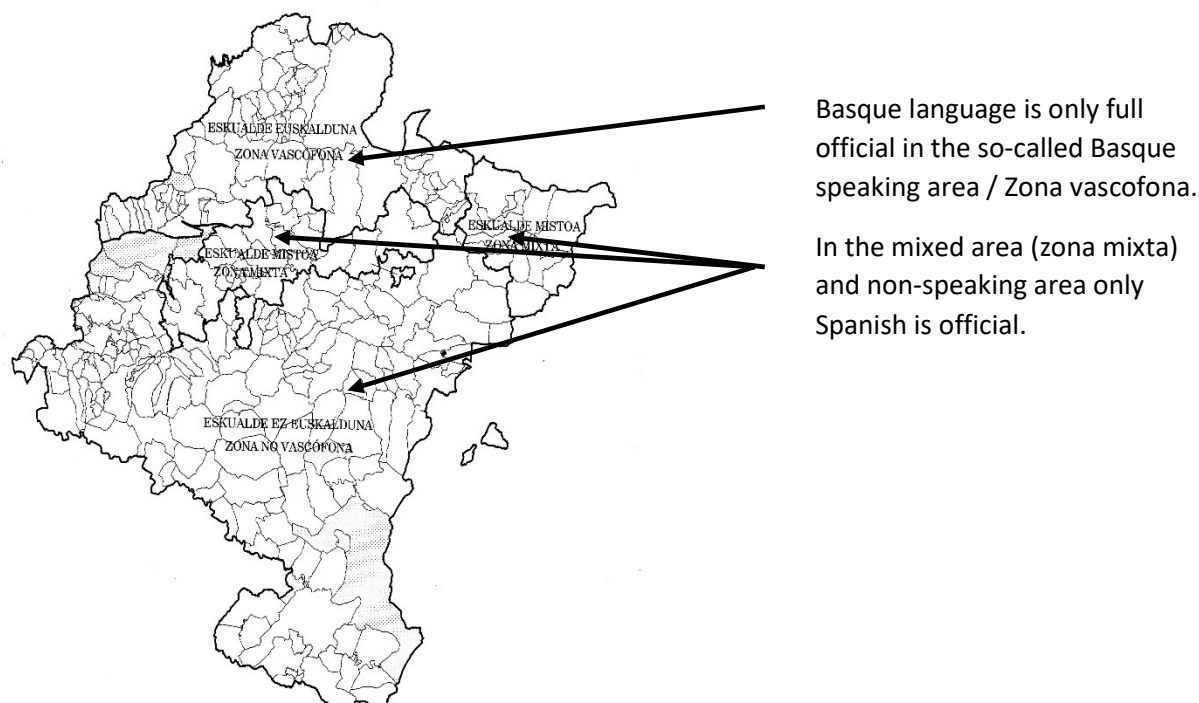 Basque language is only full
official in the so-called Basque
speaking area / Zona vascofona.
In the mixed area (zona mixta)
and non-speaking area only
Spanish is official.
ESKUALDE EUSKALDUNA
ZONA VASCÓFONA
ESKUALDE MISTOA
ZONA MIXTA
ESKUALDE MISTOA
ZONA MIXTA
ESKUALDE EZ EUSKALDUNA
ZONA NO VASCÓFONA